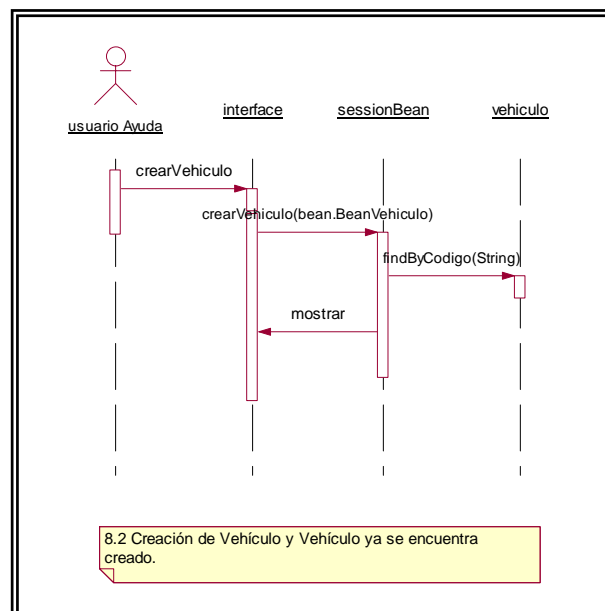 usuario Ayuda
interface
sessionBean
vehiculo
crearVehiculo
crearVehiculo(bean.BeanVehiculo)
findByCodigo(String)
mostrar
8.2 Creación de Vehículo y Vehículo ya se encuentra
creado.